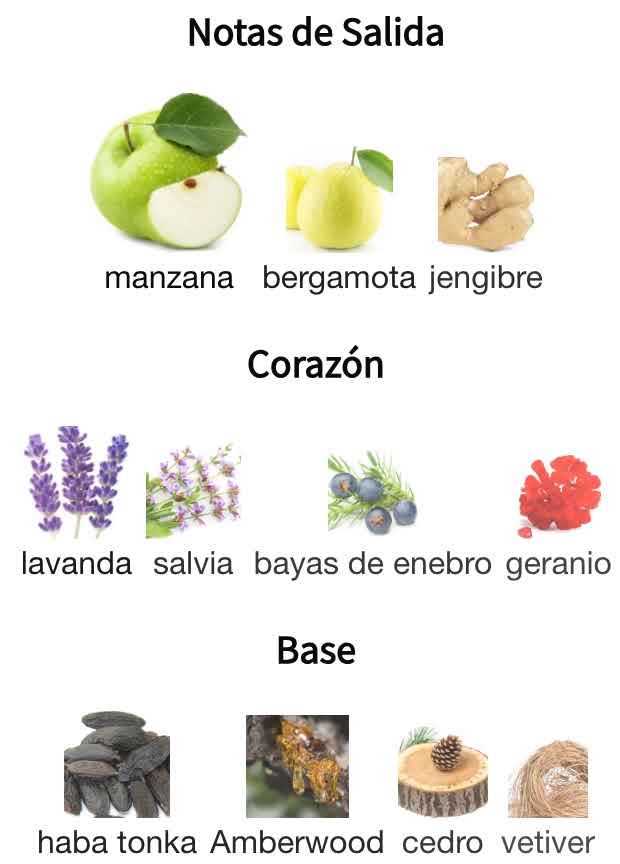 Notas de Salida
manzana bergamota jengibre
Corazón
lavanda salvia bayas de enebro geranio
Base
haba tonka Amberwood cedro vetiver